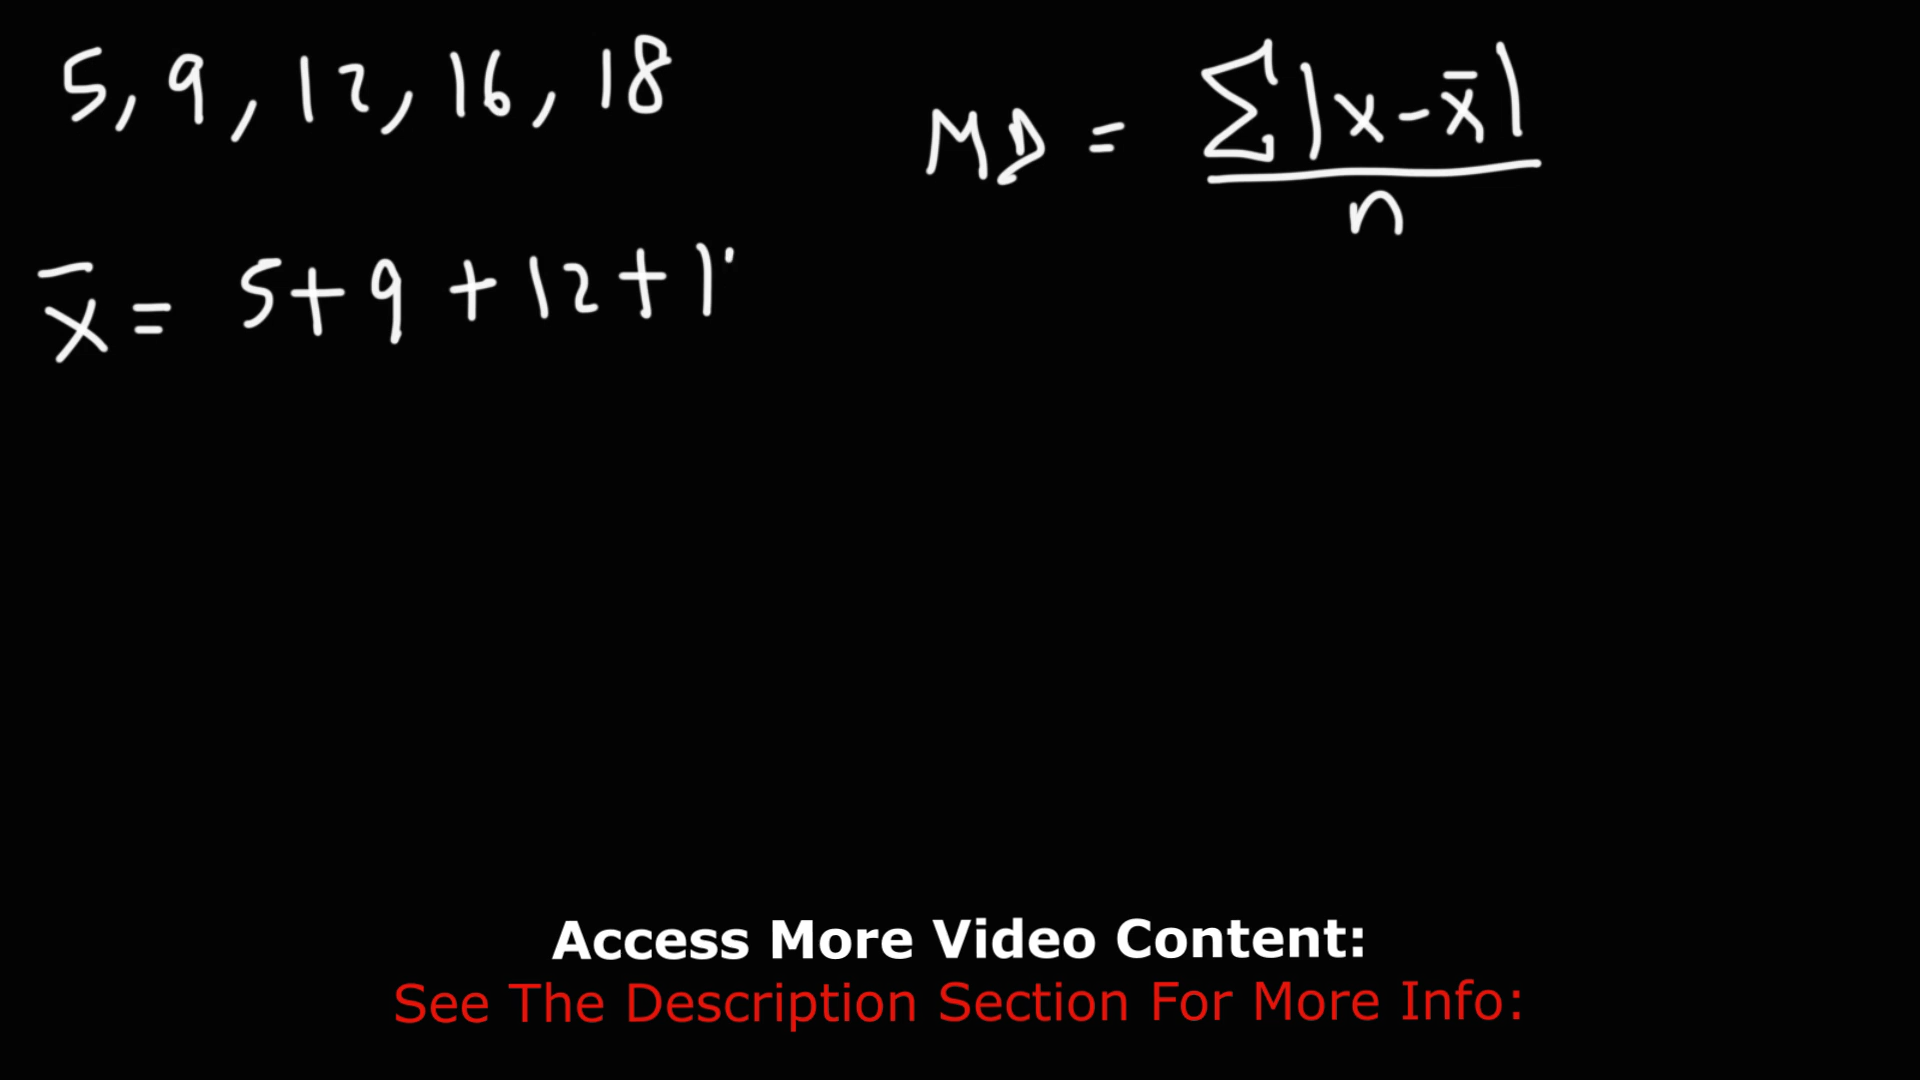 5, 9, 12, 16, 18
MD = Σ|x - x̄| / n
x̄ = 5 + 9 + 12 + 1
Access More Video Content:
See The Description Section For More Info: